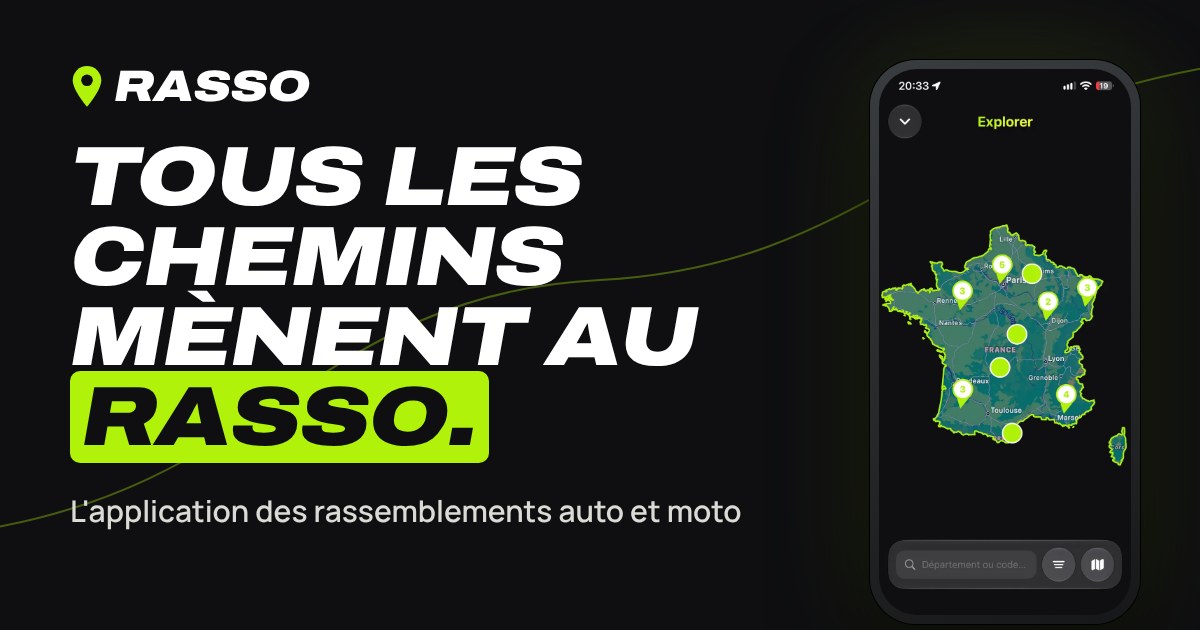 RASSO
TOUS LES
CHEMINS
MÈNENT AU
RASSO.
L'application des rassemblements auto et moto
20:33
19
Explorer
Lille
5
Paris
3
3
2
Nantes
Dijon
FRANCE
Lyon
Grenoble
3
4
Toulouse
Département ou code...